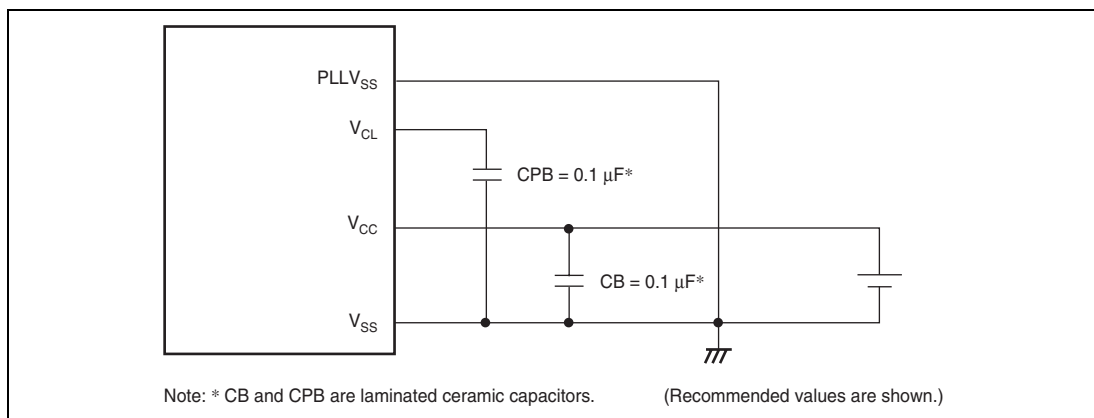 PLLVSS
VCL
CPB = 0.1 μF*
VCC
CB = 0.1 μF*
VSS
Note: * CB and CPB are laminated ceramic capacitors. (Recommended values are shown.)